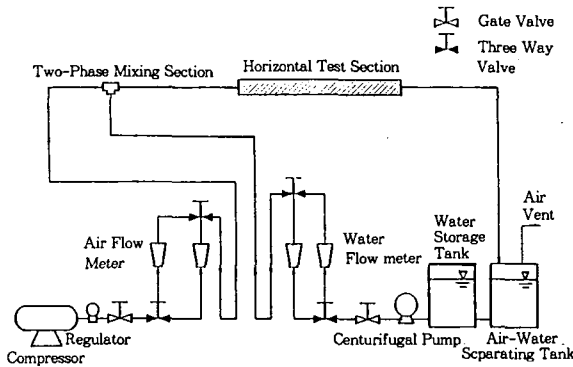 Gate Valve
Three Way
Valve
Two-Phase Mixing Section
Horizontal Test Section
Air Flow
Meter
Water
Flow meter
Water
Storage
Tank
Air
Vent
Regulator
Compressor
Centurifugal Pump
Air-Water
Scparating Tank